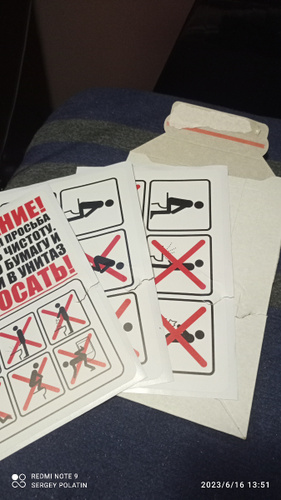 НИЕ!
ПРОСЬБА
ЧИСТОТУ,
БУМАГУ И
И В УНИТАЗ
ОСАТЬ!
REDMI NOTE 9
SERGEY POLATIN
2023/6/16 13:51